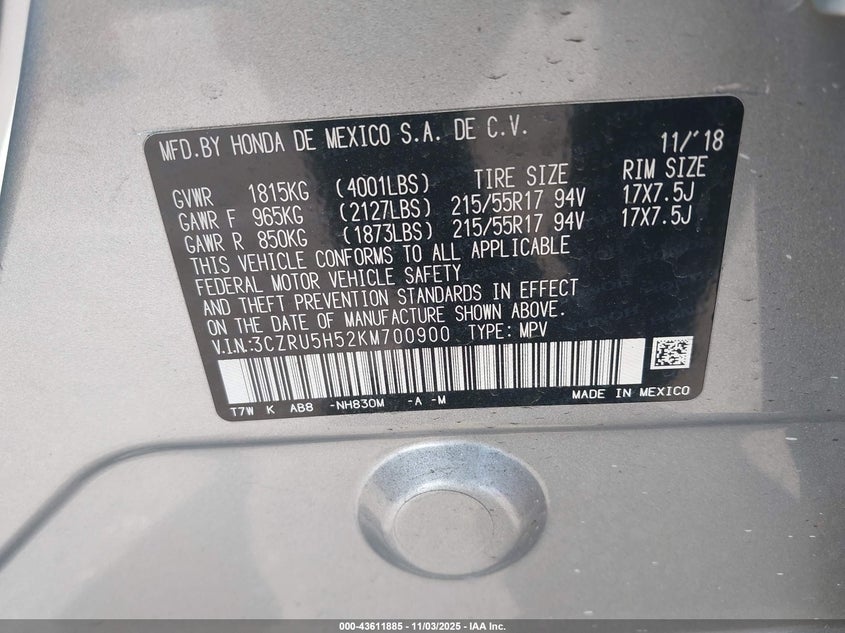 MFD.BY HONDA DE MEXICO S.A. DE C.V. 11/'18
TIRE SIZE RIM SIZE
GVWR 1815KG (4001LBS)
GAWR F 965KG (2127LBS) 215/55R17 94V 17X7.5J
GAWR R 850KG (1873LBS) 215/55R17 94V 17X7.5J
THIS VEHICLE CONFORMS TO ALL APPLICABLE
FEDERAL MOTOR VEHICLE SAFETY
AND THEFT PREVENTION STANDARDS IN EFFECT
ON THE DATE OF MANUFACTURE SHOWN ABOVE.
V.I.N.:3CZRU5H52KM700900 TYPE: MPV
T7W K AB8 -NH830M -A -M MADE IN MEXICO
000-43611885 | 11/03/2025 | IAA Inc.